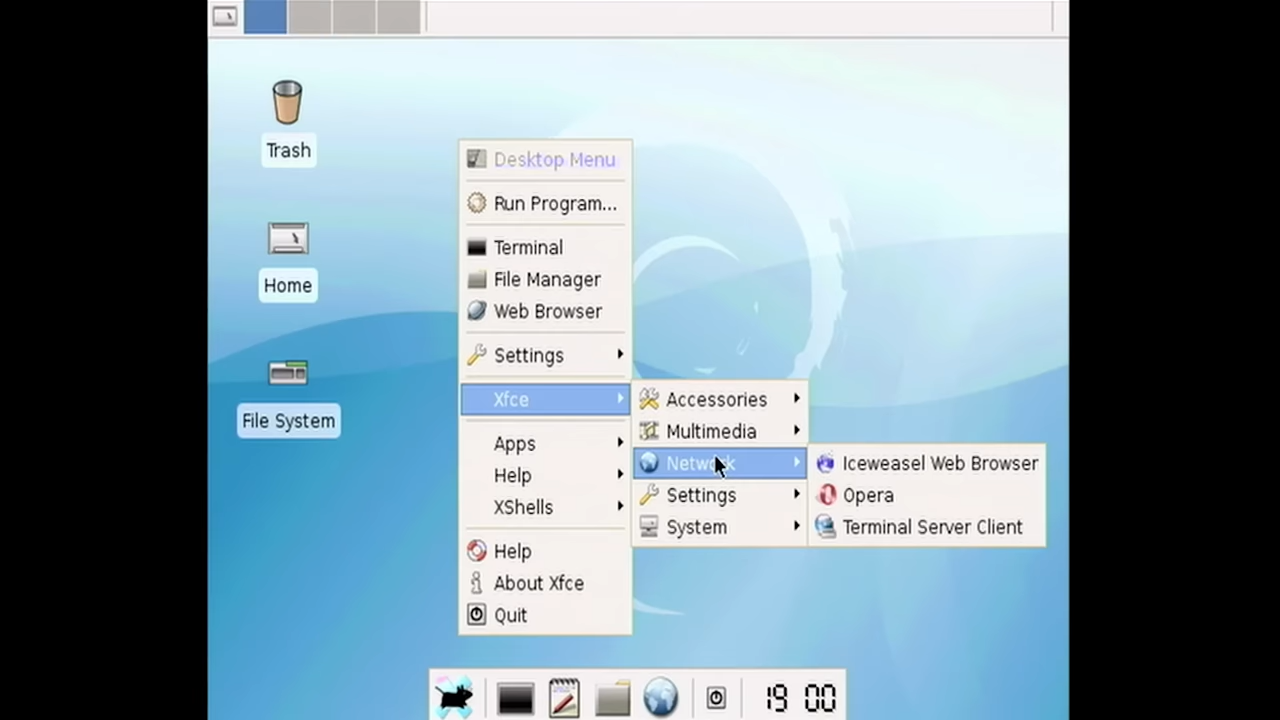 Trash
Home
File System
Desktop Menu
Run Program...
Terminal
File Manager
Web Browser
Settings
Xfce
Apps
Help
XShells
Help
About Xfce
Quit
Accessories
Multimedia
Network
Settings
System
Iceweasel Web Browser
Opera
Terminal Server Client
19 00